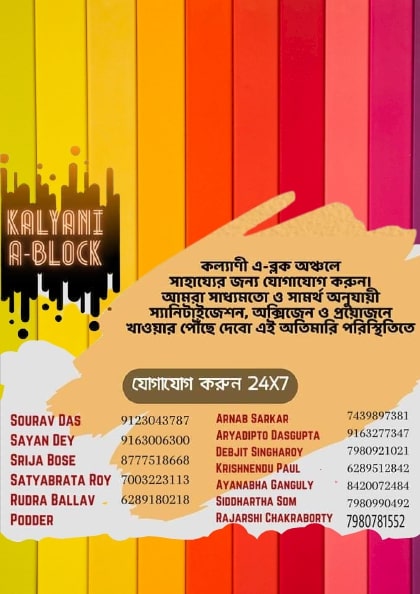 KALYANI
A-BLOCK
কল্যাণী এ-ব্লক অঞ্চলে
সাহায্যের জন্য যোগাযোগ করুন।
আমরা সাধ্যমতো ও সামর্থ অনুযায়ী
স্যানিটাইজেশন, অক্সিজেন ও প্রয়োজনে
খাওয়ার পৌঁছে দেবো এই অতিমারি পরিস্থিতিতে
যোগাযোগ করুন 24X7
SOURAV DAS 9123043787
SAYAN DEY 9163006300
SRIJA BOSE 8777518668
SATYABRATA ROY 7003223113
RUDRA BALLAV 6289180218
PODDER
ARNAB SARKAR 7439897381
ARYADIPTO DASGUPTA 9163277347
DEBJIT SINGHAROY 7980921021
KRISHNENDU PAUL 6289512842
AYANABHA GANGULY 8420072484
SIDDHARTHA SOM 7980990492
RAJARSHI CHAKRABORTY 7980781552